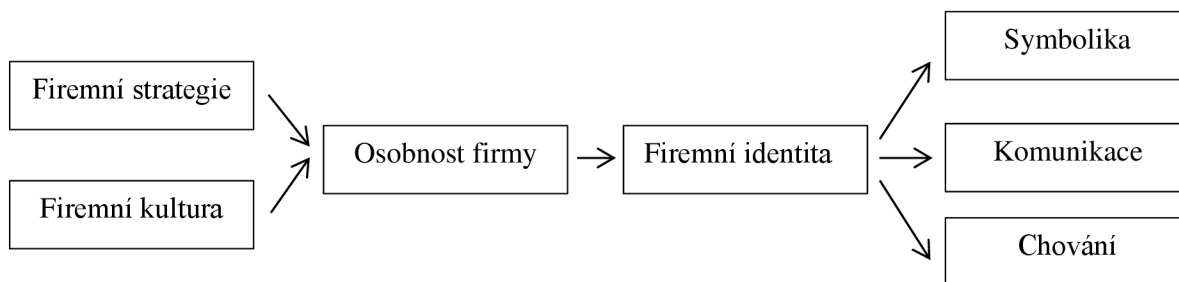 Firemní strategie
Firemní kultura
Osobnost firmy
Firemní identita
Symbolika
Komunikace
Chování